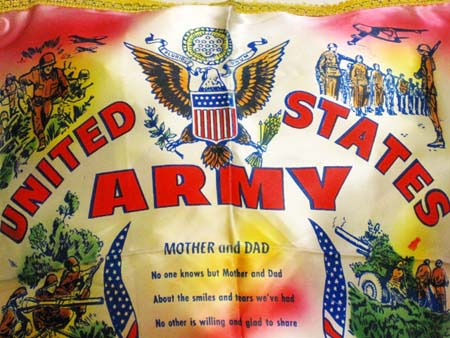 UNITED STATES
ARMY
MOTHER and DAD
No one knows but Mother and Dad
About the smiles and tears we've had
No other is willing and glad to share